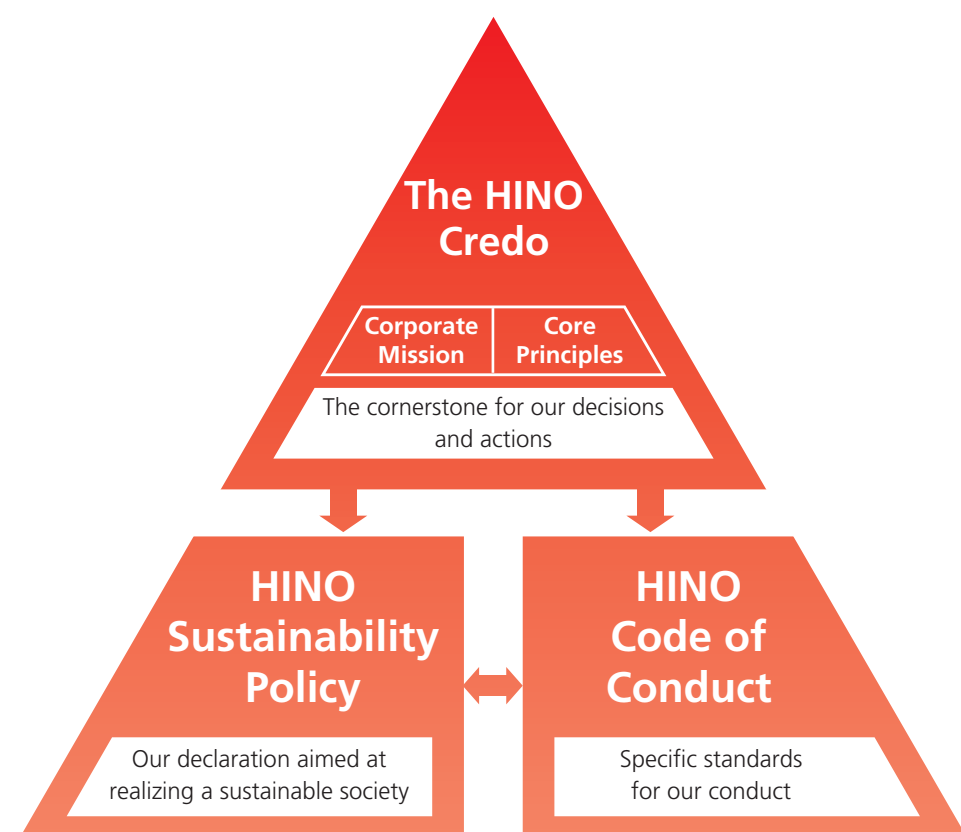 The HINO
Credo
Corporate
Mission
Core
Principles
The cornerstone for our decisions
and actions
HINO
Sustainability
Policy
Our declaration aimed at
realizing a sustainable society
HINO
Code of
Conduct
Specific standards
for our conduct